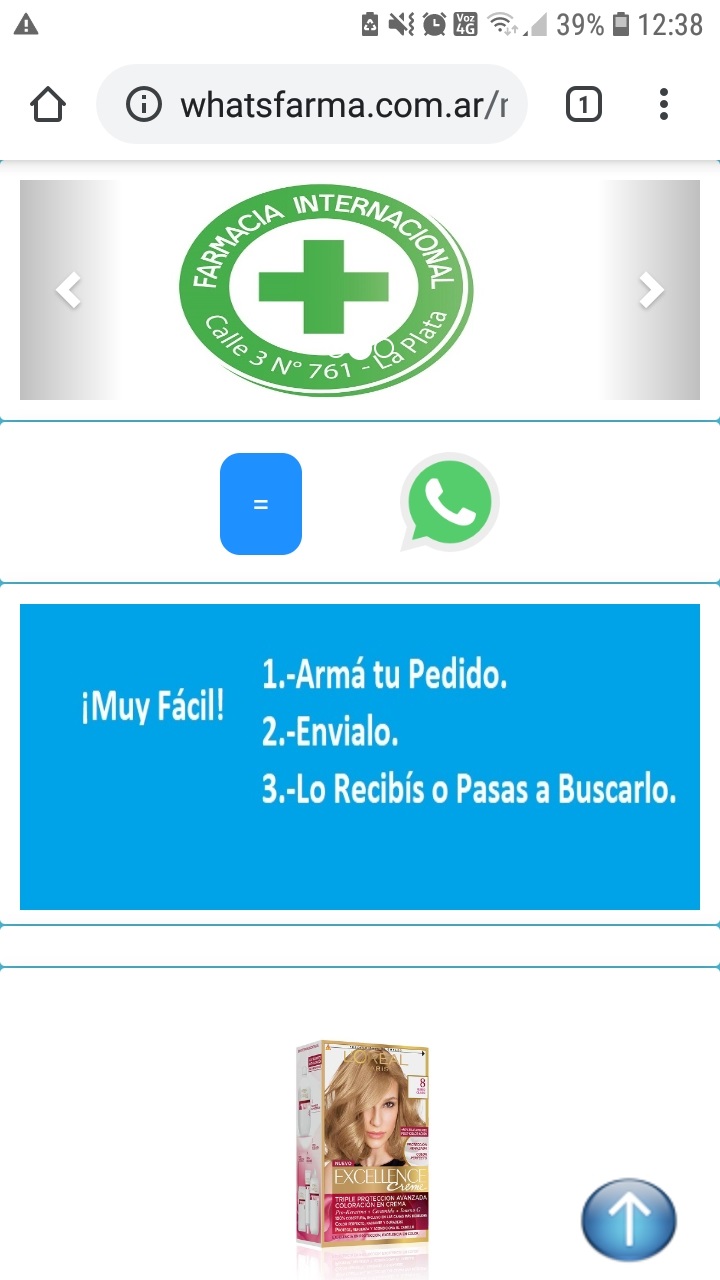 Voz 4G 39% 12:38
whatsfarma.com.ar/r
1
FARMACIA INTERNACIONAL
Calle 3 N° 761 - La Plata
=
¡Muy Fácil!
1.-Armá tu Pedido.
2.-Envialo.
3.-Lo Recibís o Pasas a Buscarlo.
L'ORÉAL
PARIS
8
NUEVO
EXCELLENCE
Creme
TRIPLE PROTECCION AVANZADA
COLORACIÓN EN CREMA